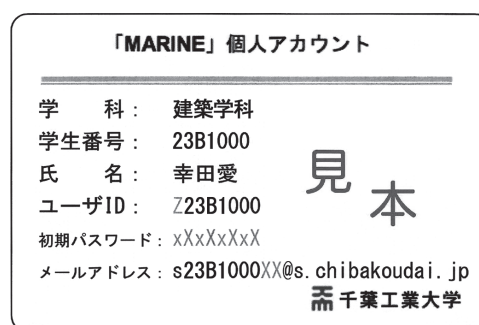 「MARINE」個人アカウント
学　　科：　建築学科
学生番号：　23B1000
氏　　名：　幸田愛
ユーザID：　Z23B1000
初期パスワード：xXxXxXxX
メールアドレス：s23B1000XX@s.chibakoudai.jp
見本
千葉工業大学